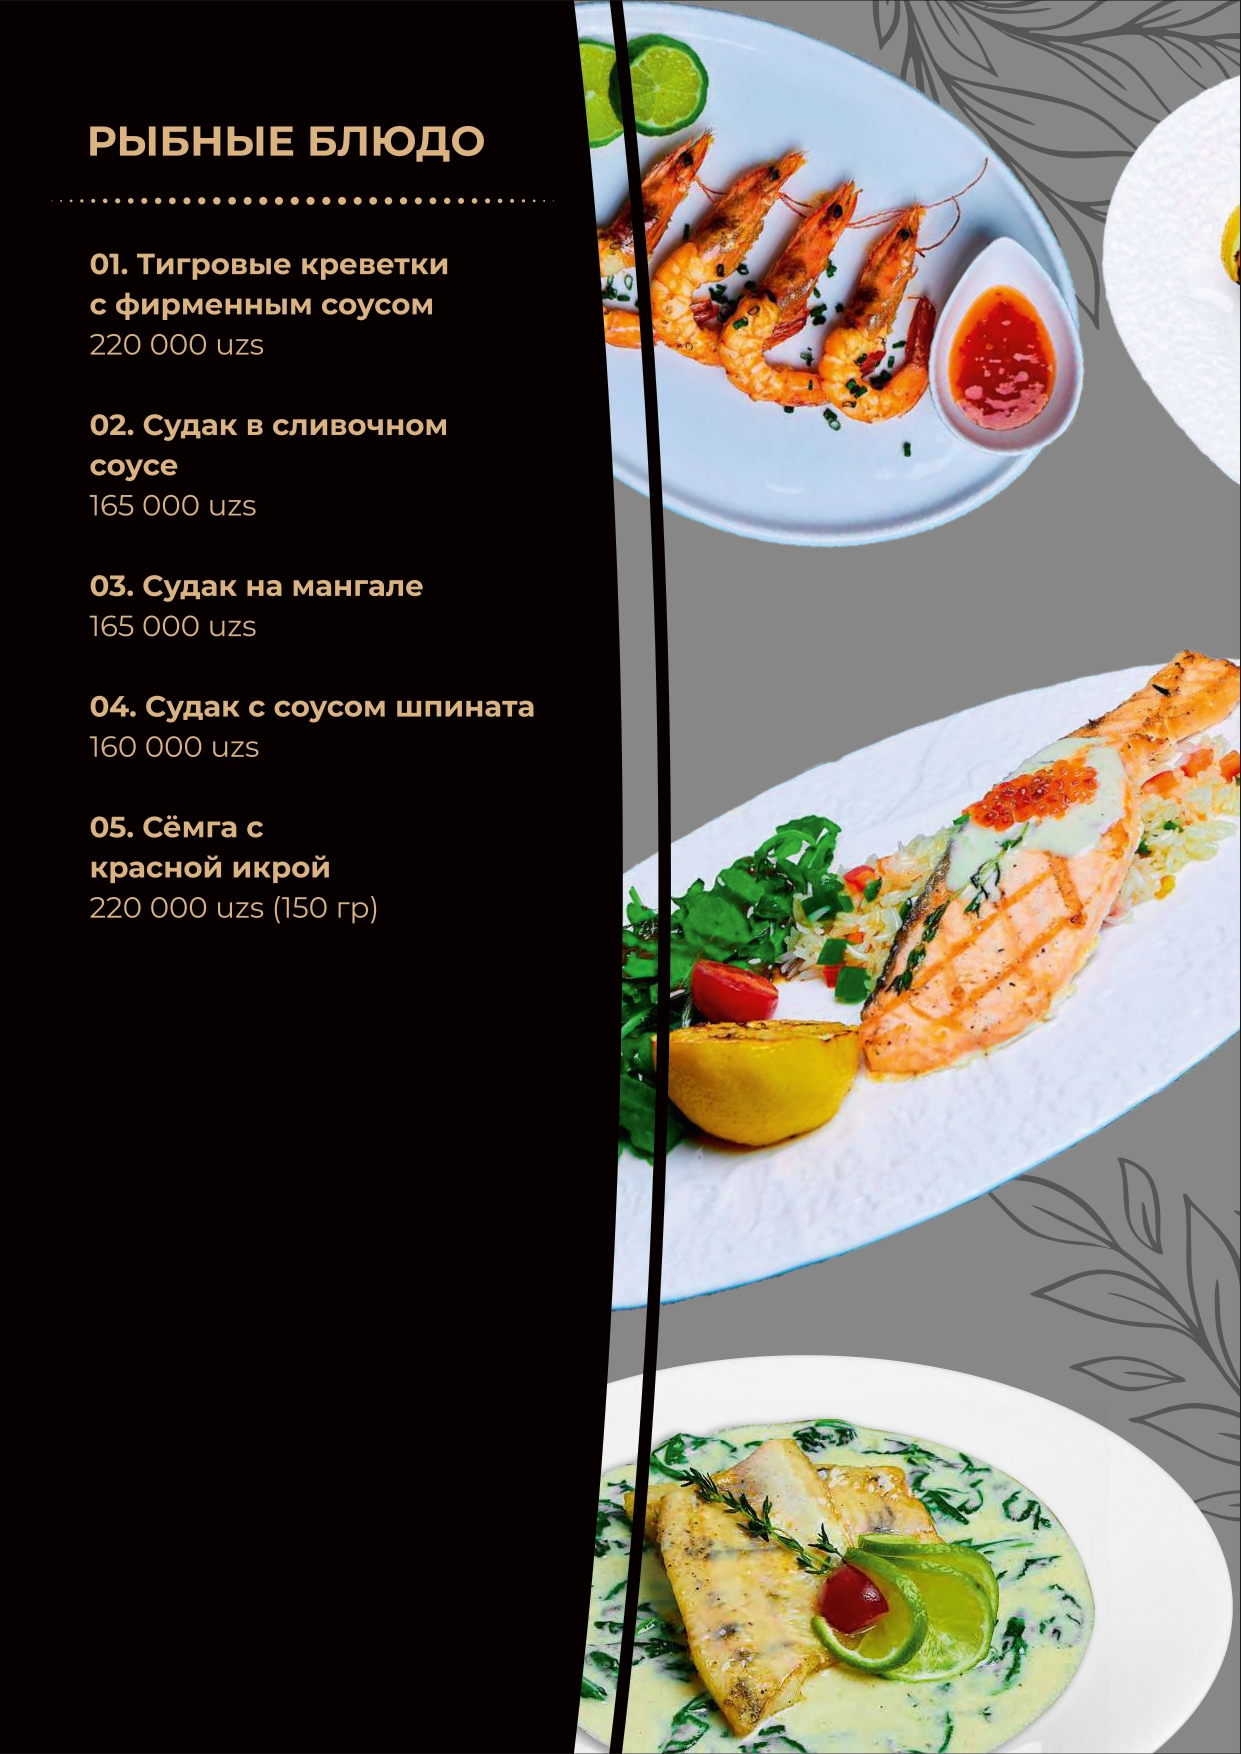 РЫБНЫЕ БЛЮДО
01. Тигровые креветки
с фирменным соусом
220 000 uzs
02. Судак в сливочном
соусе
165 000 uzs
03. Судак на мангале
165 000 uzs
04. Судак с соусом шпината
160 000 uzs
05. Сёмга с
красной икрой
220 000 uzs (150 гр)